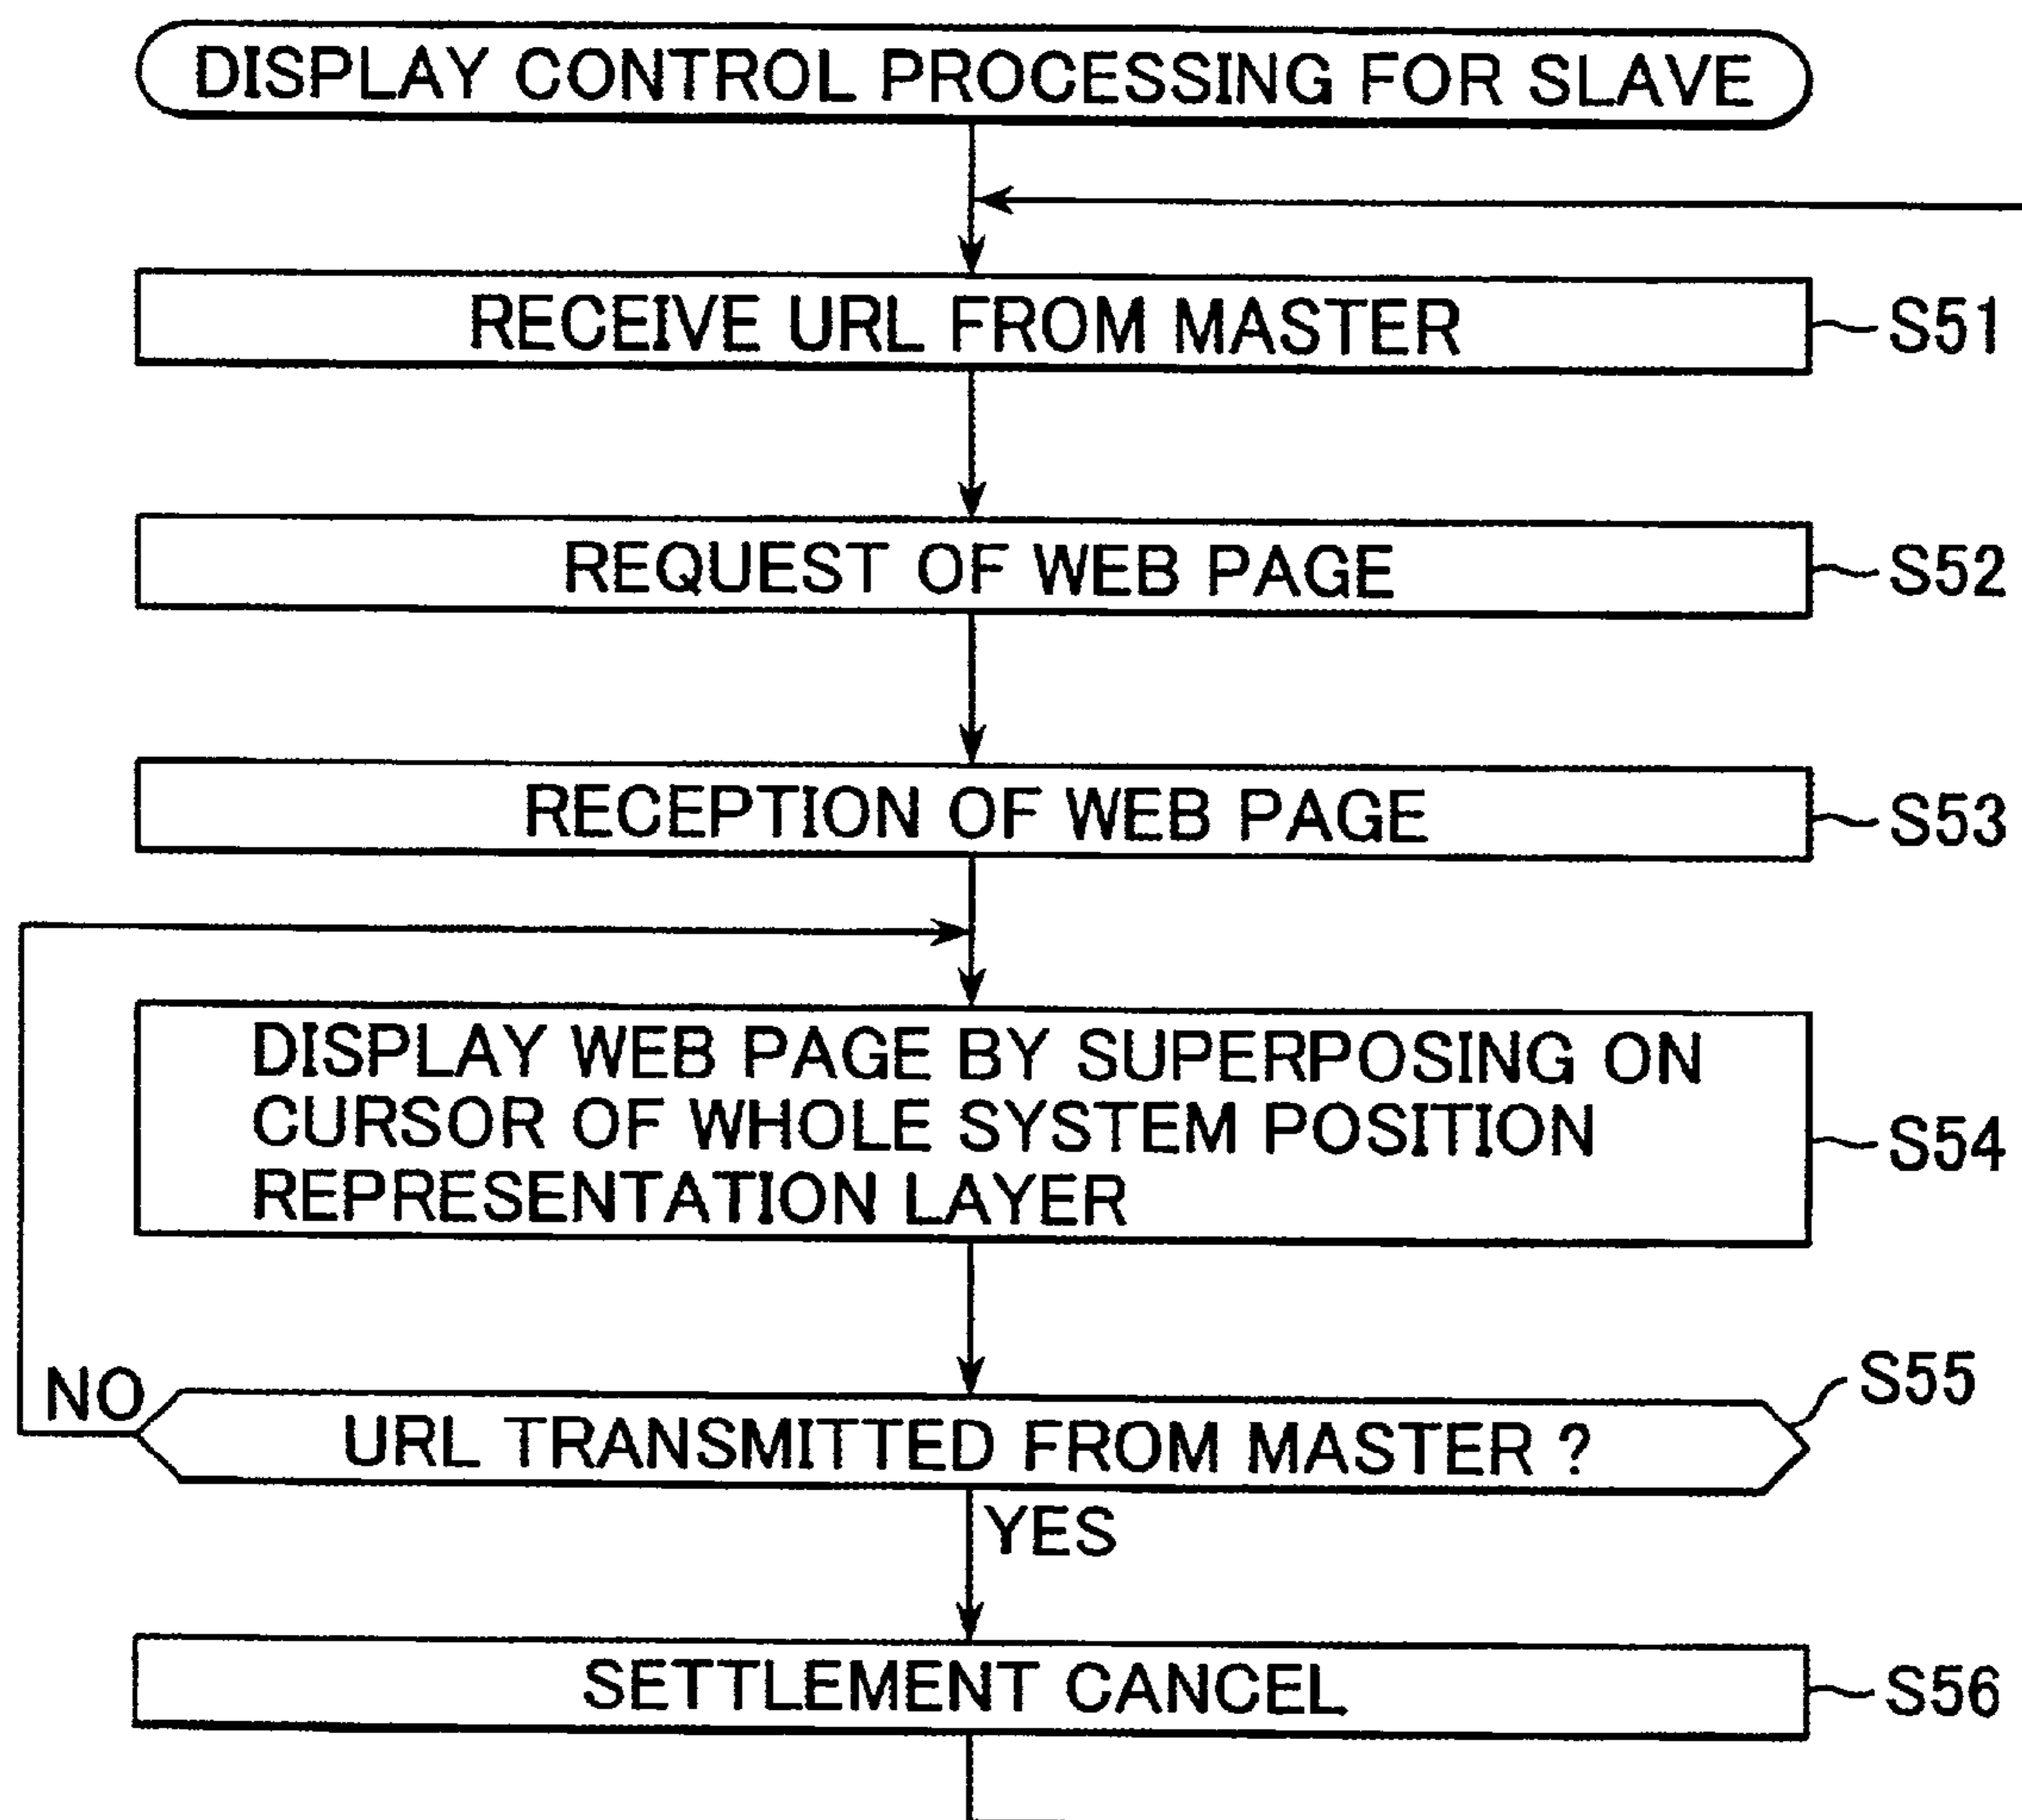 DISPLAY CONTROL PROCESSING FOR SLAVE
RECEIVE URL FROM MASTER
S51
REQUEST OF WEB PAGE
S52
RECEPTION OF WEB PAGE
S53
DISPLAY WEB PAGE BY SUPERPOSING ON
CURSOR OF WHOLE SYSTEM POSITION
REPRESENTATION LAYER
S54
NO
URL TRANSMITTED FROM MASTER ?
S55
YES
SETTLEMENT CANCEL
S56